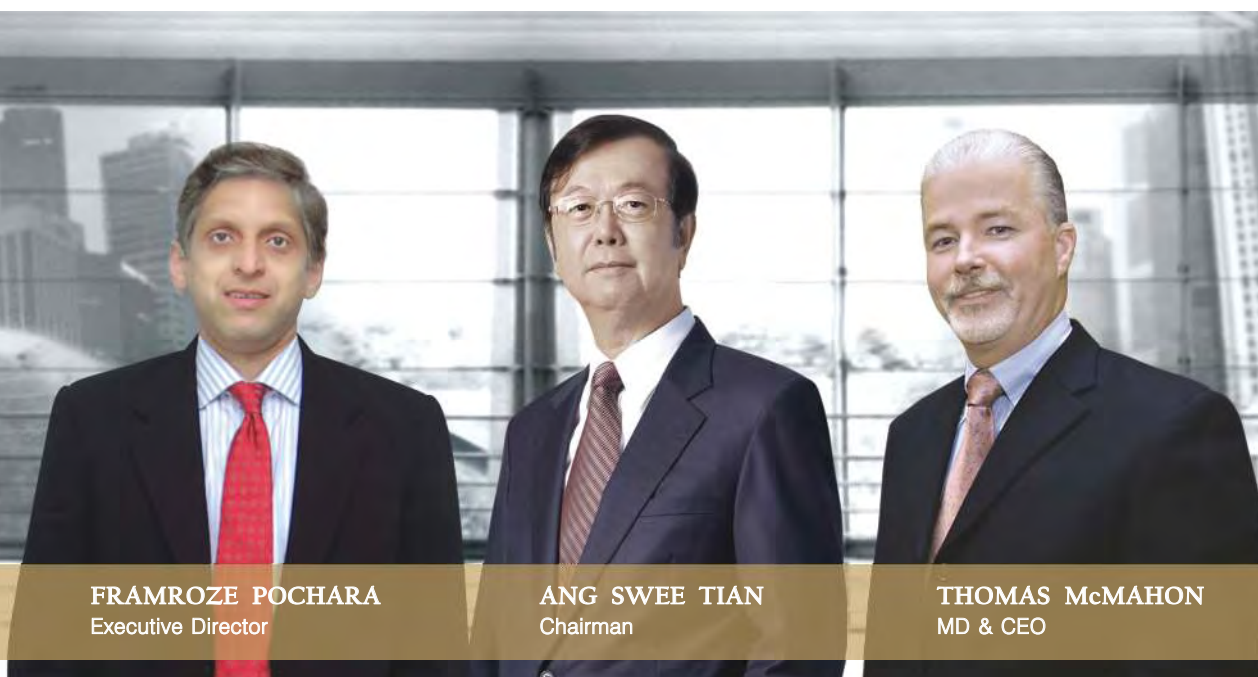 FRAMROZE POCHARA
Executive Director
ANG SWEE TIAN
Chairman
THOMAS McMAHON
MD & CEO